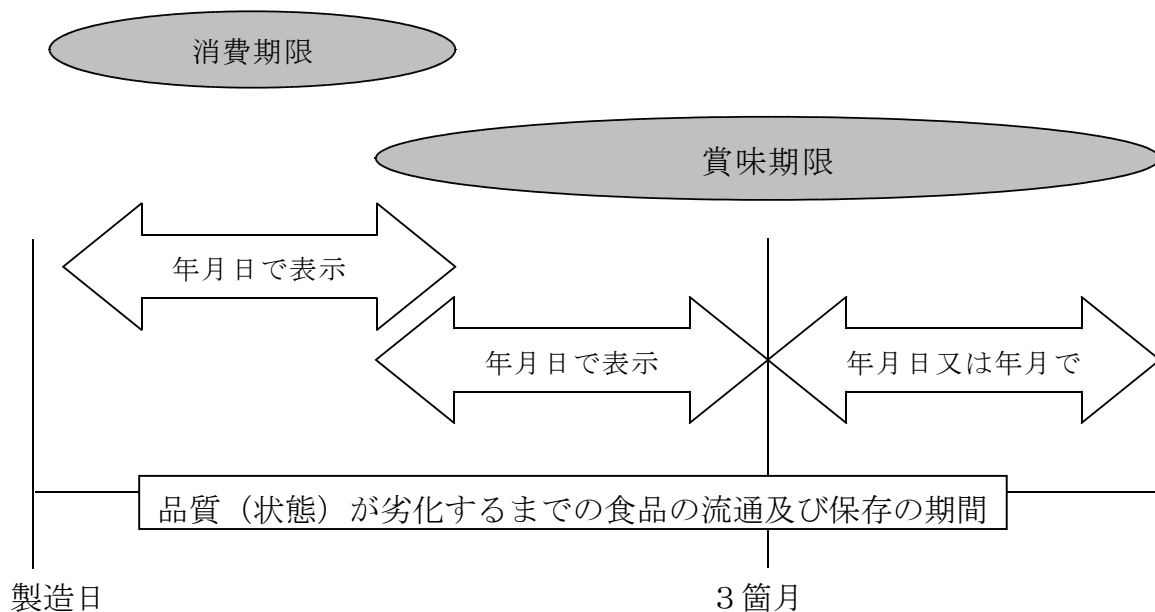 消費期限
賞味期限
年月日で表示
年月日で表示
年月日又は年月で
品質（状態）が劣化するまでの食品の流通及び保存の期間
製造日
３箇月